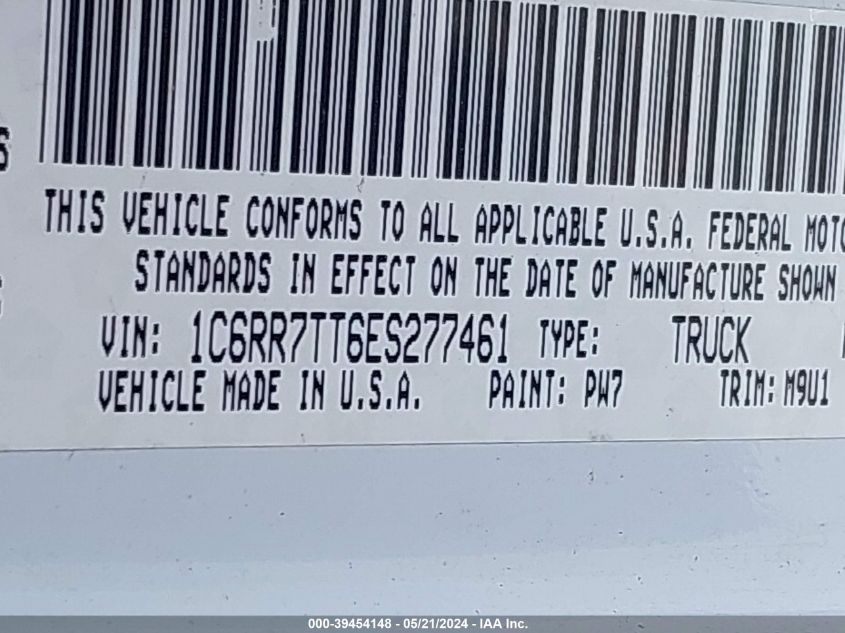 THIS VEHICLE CONFORMS TO ALL APPLICABLE U.S.A. FEDERAL
STANDARDS IN EFFECT ON THE DATE OF MANUFACTURE SHOWN
VIN: 1C6RR7TT6ES277461 TYPE: TRUCK
VEHICLE MADE IN U.S.A. PAINT: PW7 TRIM: M9U1
000-39454148 - 05/21/2024 - IAA Inc.